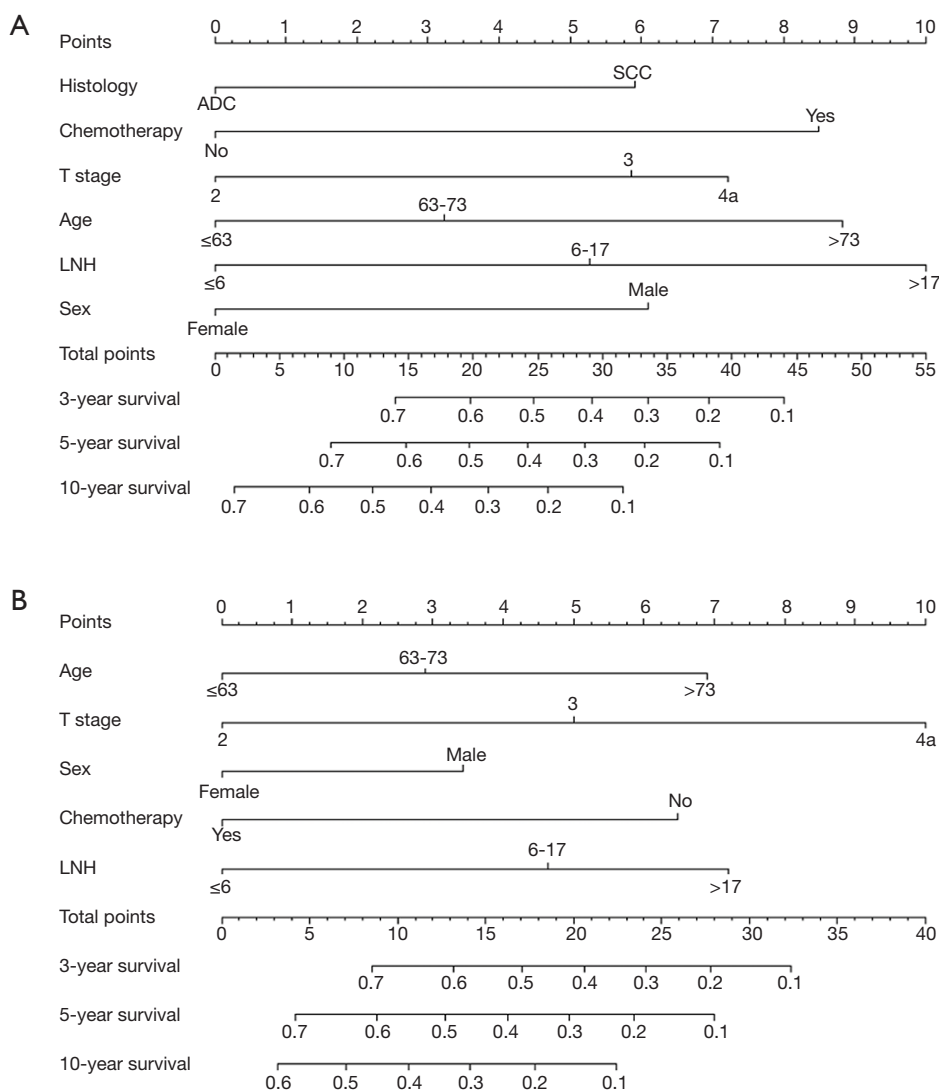 A
0 1 2 3 4 5 6 7 8 9 10
Points
SCC
Histology
ADC
Yes
Chemotherapy
No
3
T stage
2 4a
63-73
Age
≤63 >73
6-17
LNH
≤6 >17
Male
Sex
Female
Total points
0 5 10 15 20 25 30 35 40 45 50 55
3-year survival
0.7 0.6 0.5 0.4 0.3 0.2 0.1
5-year survival
0.7 0.6 0.5 0.4 0.3 0.2 0.1
10-year survival
0.7 0.6 0.5 0.4 0.3 0.2 0.1
B
0 1 2 3 4 5 6 7 8 9 10
Points
63-73
Age
≤63 >73
3
T stage
2 4a
Male
Sex
Female
No
Chemotherapy
Yes
6-17
LNH
≤6 >17
Total points
0 5 10 15 20 25 30 35 40
3-year survival
0.7 0.6 0.5 0.4 0.3 0.2 0.1
5-year survival
0.7 0.6 0.5 0.4 0.3 0.2 0.1
10-year survival
0.6 0.5 0.4 0.3 0.2 0.1